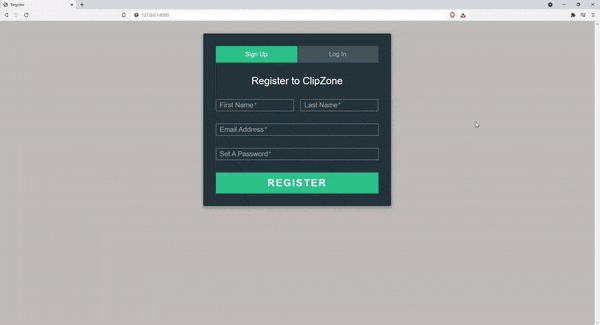 Register
127.0.0.1:8000
Sign Up
Log In
Register to ClipZone
First Name*
Last Name*
Email Address*
Set A Password*
REGISTER